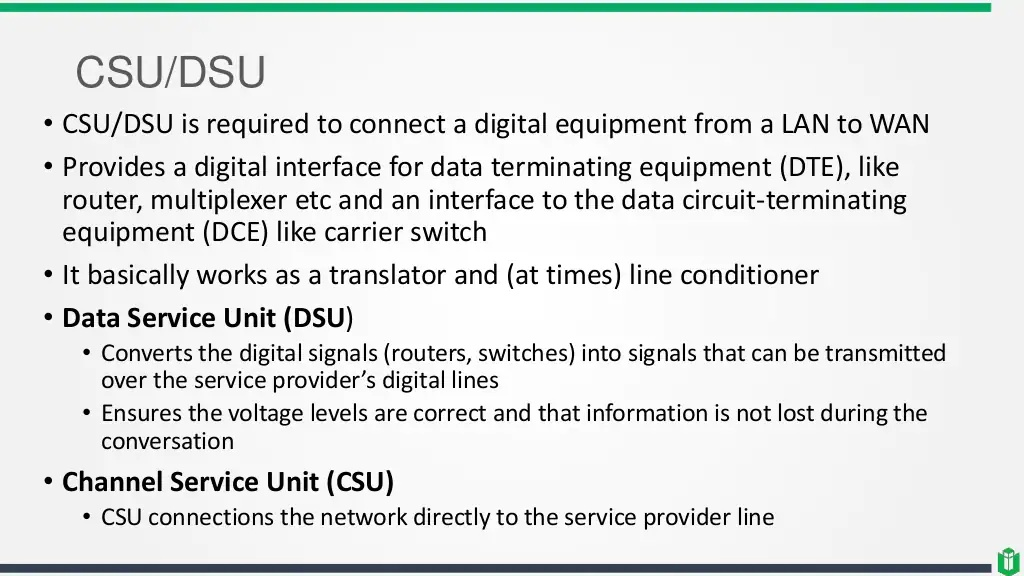 CSU/DSU
• CSU/DSU is required to connect a digital equipment from a LAN to WAN
• Provides a digital interface for data terminating equipment (DTE), like
router, multiplexer etc and an interface to the data circuit-terminating
equipment (DCE) like carrier switch
• It basically works as a translator and (at times) line conditioner
• Data Service Unit (DSU)
• Converts the digital signals (routers, switches) into signals that can be transmitted
over the service provider’s digital lines
• Ensures the voltage levels are correct and that information is not lost during the
conversation
• Channel Service Unit (CSU)
• CSU connections the network directly to the service provider line